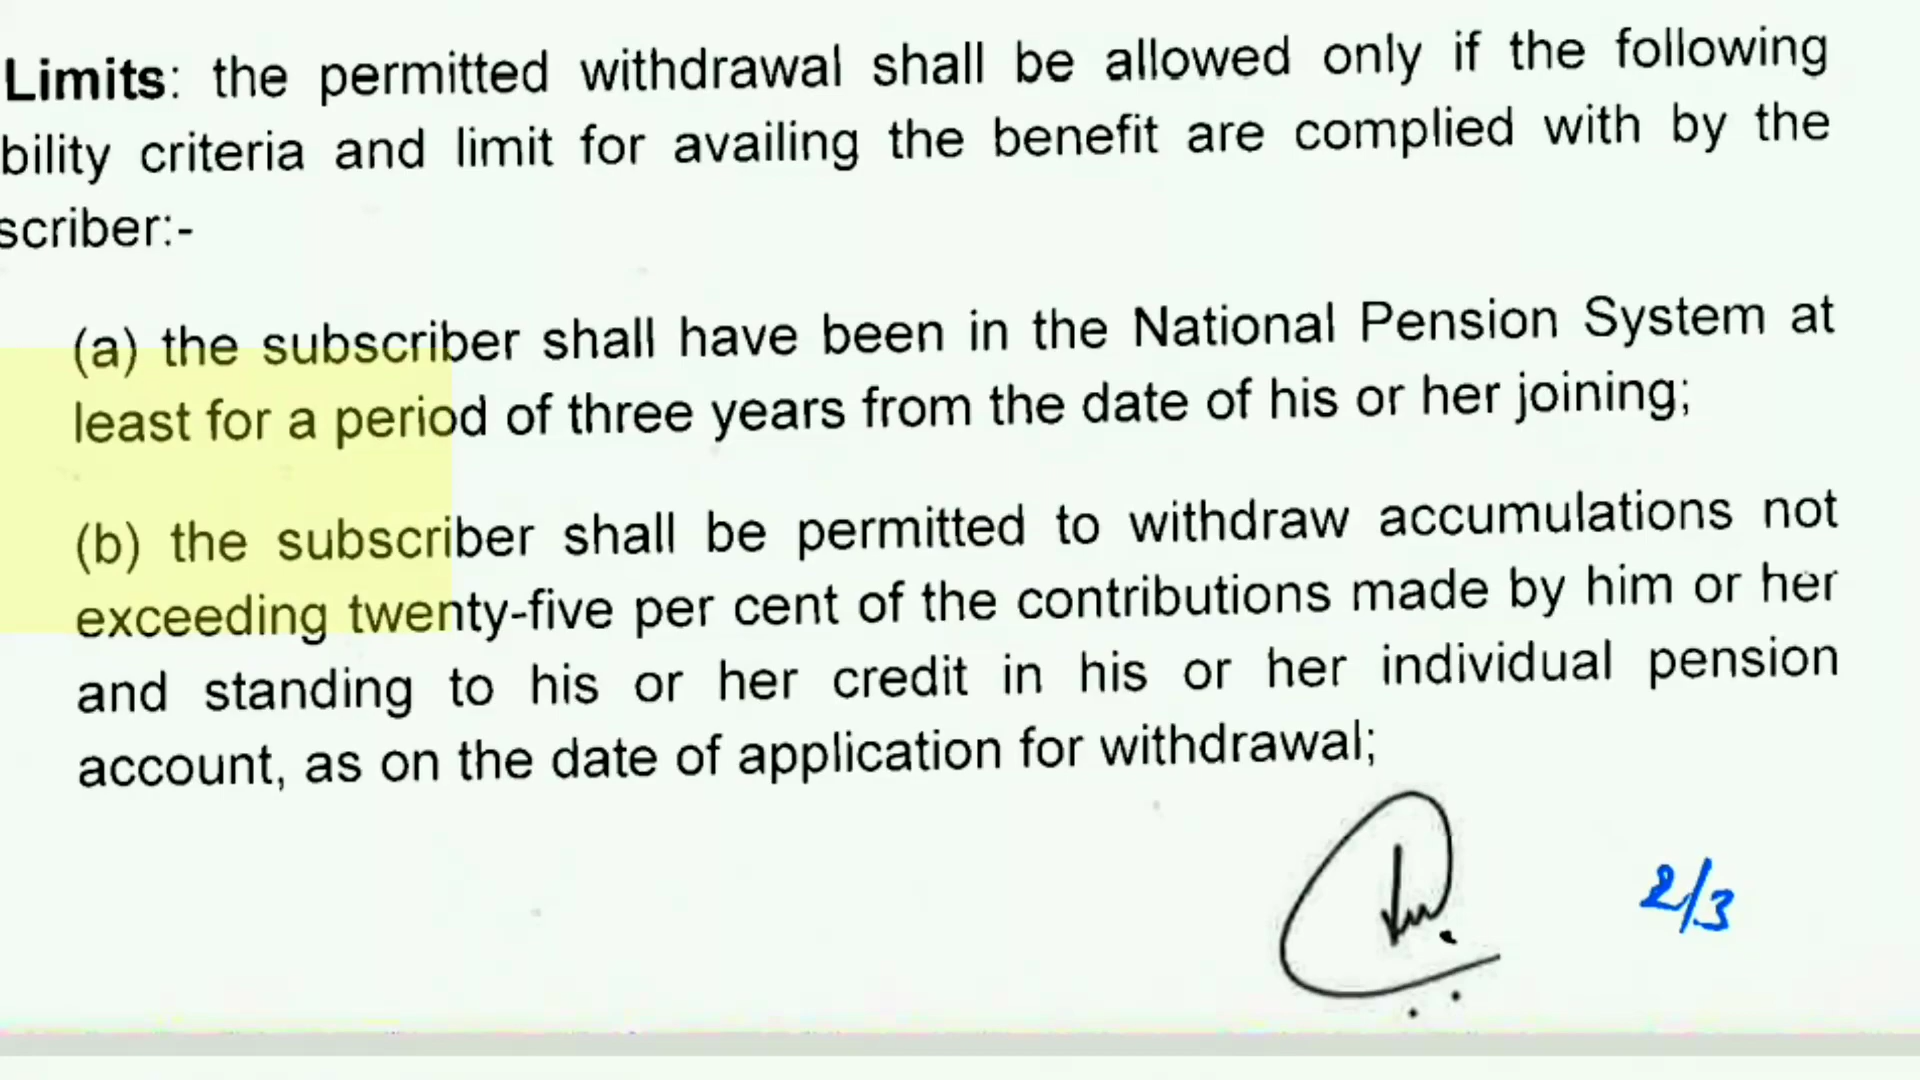 Limits: the permitted withdrawal shall be allowed only if the following
bility criteria and limit for availing the benefit are complied with by the
scriber:-
(a) the subscriber shall have been in the National Pension System at
least for a period of three years from the date of his or her joining;
(b) the subscriber shall be permitted to withdraw accumulations not
exceeding twenty-five per cent of the contributions made by him or her
and standing to his or her credit in his or her individual pension
account, as on the date of application for withdrawal;
2/3